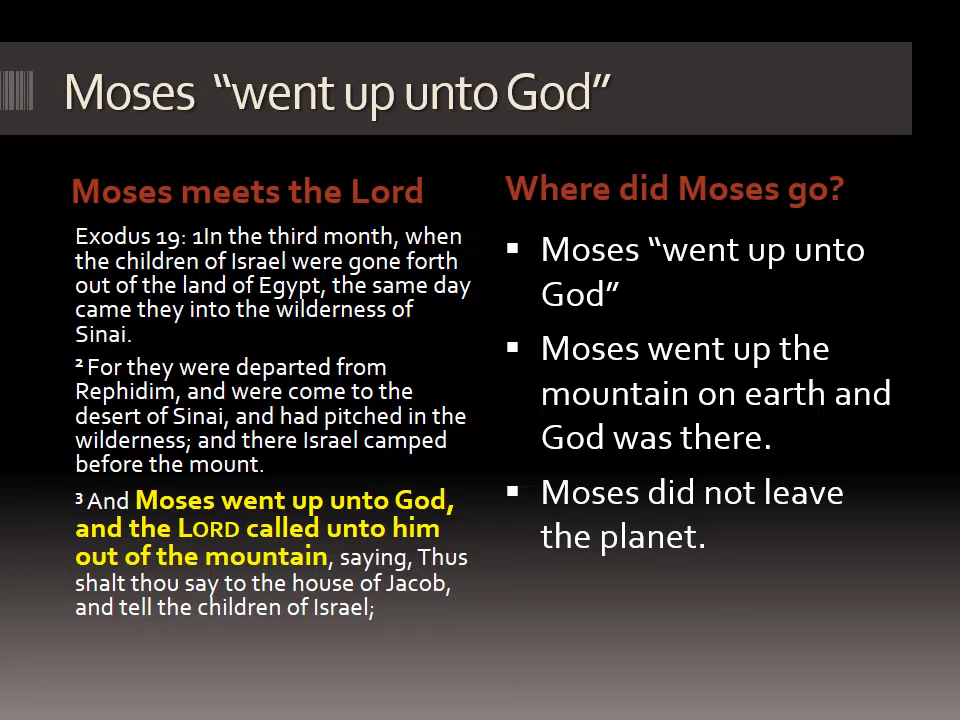 Moses “went up unto God”
Moses meets the Lord
Exodus 19: 1In the third month, when
the children of Israel were gone forth
out of the land of Egypt, the same day
came they into the wilderness of
Sinai.
² For they were departed from
Rephidim, and were come to the
desert of Sinai, and had pitched in the
wilderness; and there Israel camped
before the mount.
³ And Moses went up unto God,
and the LORD called unto him
out of the mountain, saying, Thus
shalt thou say to the house of Jacob,
and tell the children of Israel;
Where did Moses go?
▪ Moses “went up unto
God”
▪ Moses went up the
mountain on earth and
God was there.
▪ Moses did not leave
the planet.